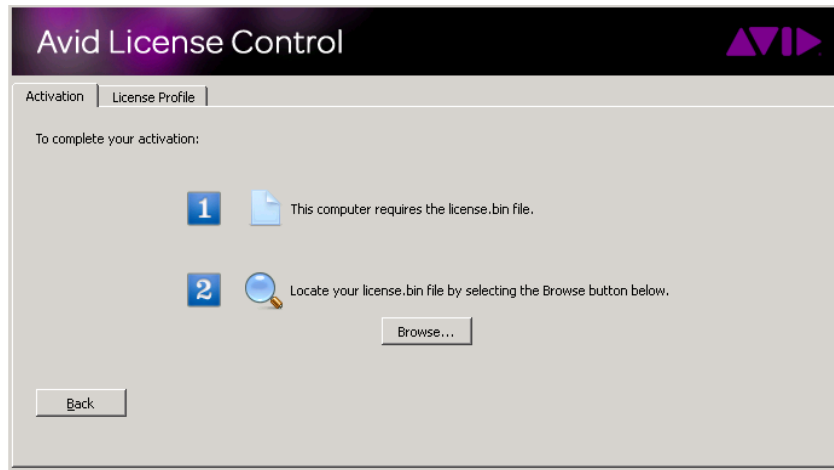 Avid License Control
AVID
Activation
License Profile
To complete your activation:
1
This computer requires the license.bin file.
2
Locate your license.bin file by selecting the Browse button below.
Browse...
Back